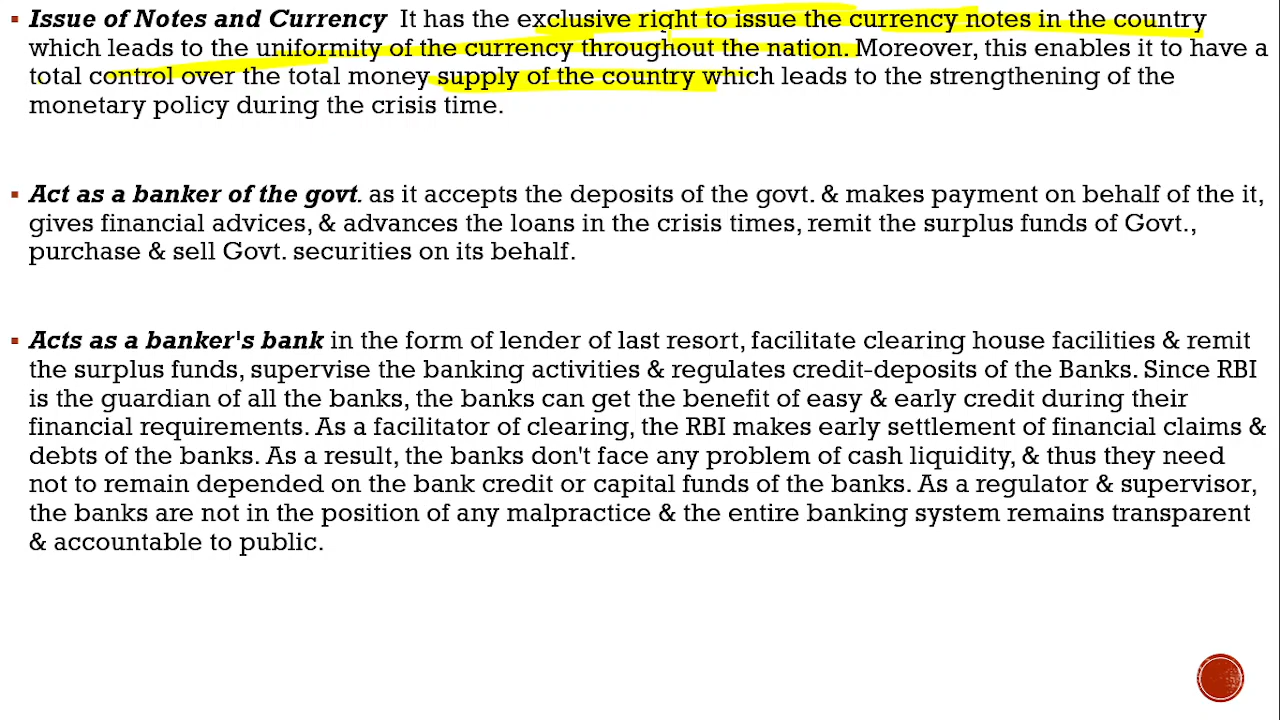 ▪ Issue of Notes and Currency It has the exclusive right to issue the currency notes in the country
which leads to the uniformity of the currency throughout the nation. Moreover, this enables it to have a
total control over the total money supply of the country which leads to the strengthening of the
monetary policy during the crisis time.
▪ Act as a banker of the govt. as it accepts the deposits of the govt. & makes payment on behalf of the it,
gives financial advices, & advances the loans in the crisis times, remit the surplus funds of Govt.,
purchase & sell Govt. securities on its behalf.
▪ Acts as a banker's bank in the form of lender of last resort, facilitate clearing house facilities & remit
the surplus funds, supervise the banking activities & regulates credit-deposits of the Banks. Since RBI
is the guardian of all the banks, the banks can get the benefit of easy & early credit during their
financial requirements. As a facilitator of clearing, the RBI makes early settlement of financial claims &
debts of the banks. As a result, the banks don't face any problem of cash liquidity, & thus they need
not to remain depended on the bank credit or capital funds of the banks. As a regulator & supervisor,
the banks are not in the position of any malpractice & the entire banking system remains transparent
& accountable to public.